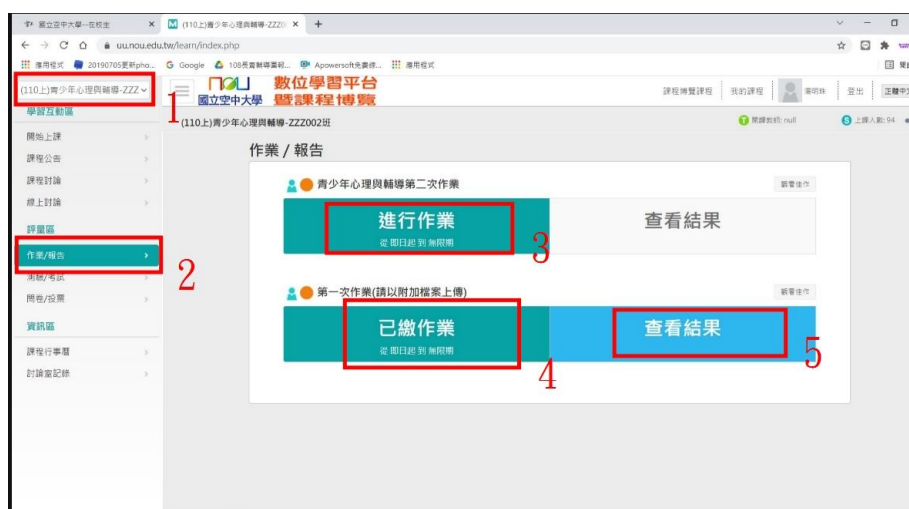 國立空中大學--在校生
(110上)青少年心理與輔導-ZZZ0
uu.nou.edu.tw/learn/index.php
應用程式
20190705更新pho...
Google
Apowersoft免費線...
應用程式
(110上)青少年心理與輔導-ZZZ
1
nou
國立空中大學
數位學習平台
暨課程博覽
課程博覽課程
我的課程
登出
正體中文
學習互動區
(110上)青少年心理與輔導-ZZZ002班
開課教師: null
上課人數: 94
開始上課
課程公告
課程討論
線上討論
評量區
作業/報告
2
測驗/考試
問卷/投票
資訊區
課程行事曆
討論室記錄
作業 / 報告
青少年心理與輔導第二次作業
觀看佳作
進行作業
從 即日起 到 無限期
3
查看結果
第一次作業(請以附加檔案上傳)
觀看佳作
已繳作業
從 即日起 到 無限期
4
查看結果
5